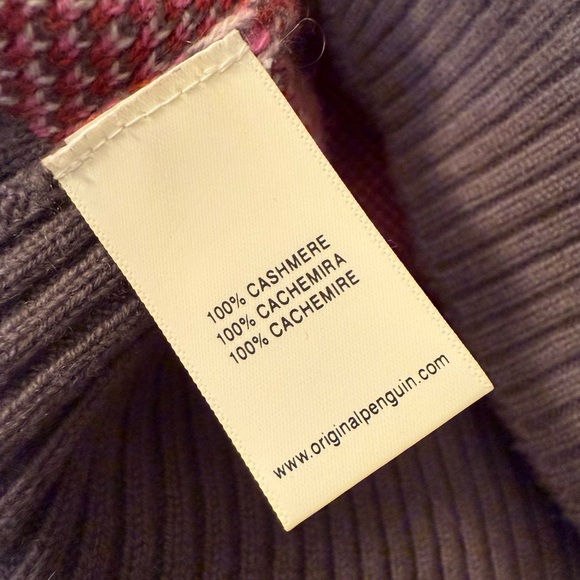 100% CASHMERE
100% CACHEMIRA
100% CACHEMIRE
www.originalpenguin.com